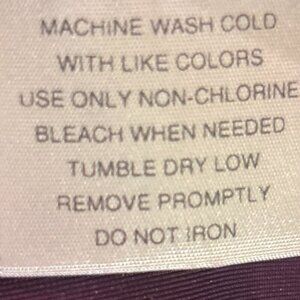 MACHINE WASH COLD
WITH LIKE COLORS
USE ONLY NON-CHLORINE
BLEACH WHEN NEEDED
TUMBLE DRY LOW
REMOVE PROMPTLY
DO NOT IRON